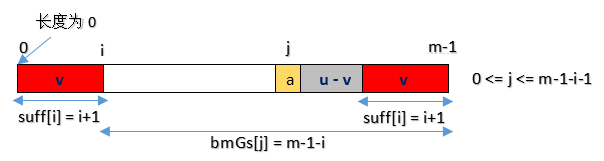 长度为 0
0 i j m-1
v a u - v v 0 <= j <= m-1-i-1
suff[i] = i+1 suff[i] = i+1
bmGs[j] = m-1-i